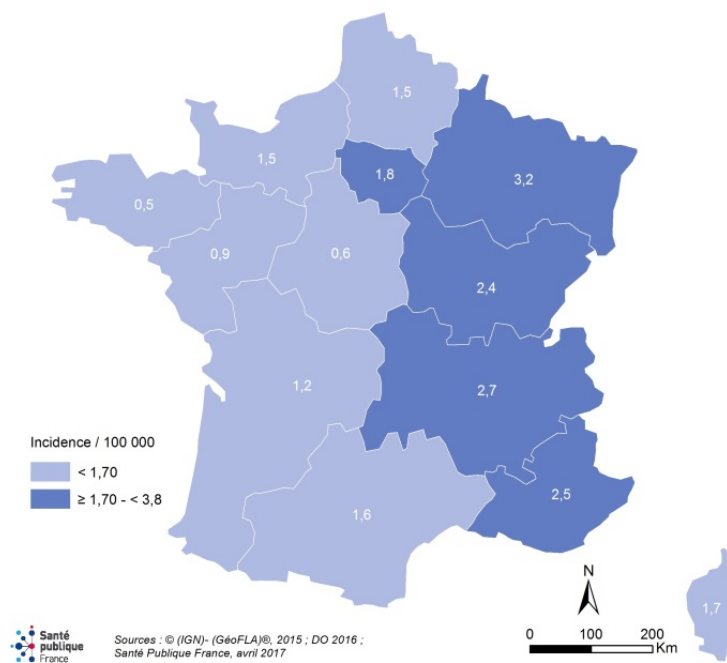 1,5
1,5
1,8
3,2
0,5
0,9
0,6
2,4
1,2
2,7
Incidence / 100 000
< 1,70
≥ 1,70 - < 3,8
2,5
1,6
N
1,7
0 100 200
Km
Santé
publique
France
Sources : © (IGN)- (GéoFLA)®, 2015 ; DO 2016 ;
Santé Publique France, avril 2017